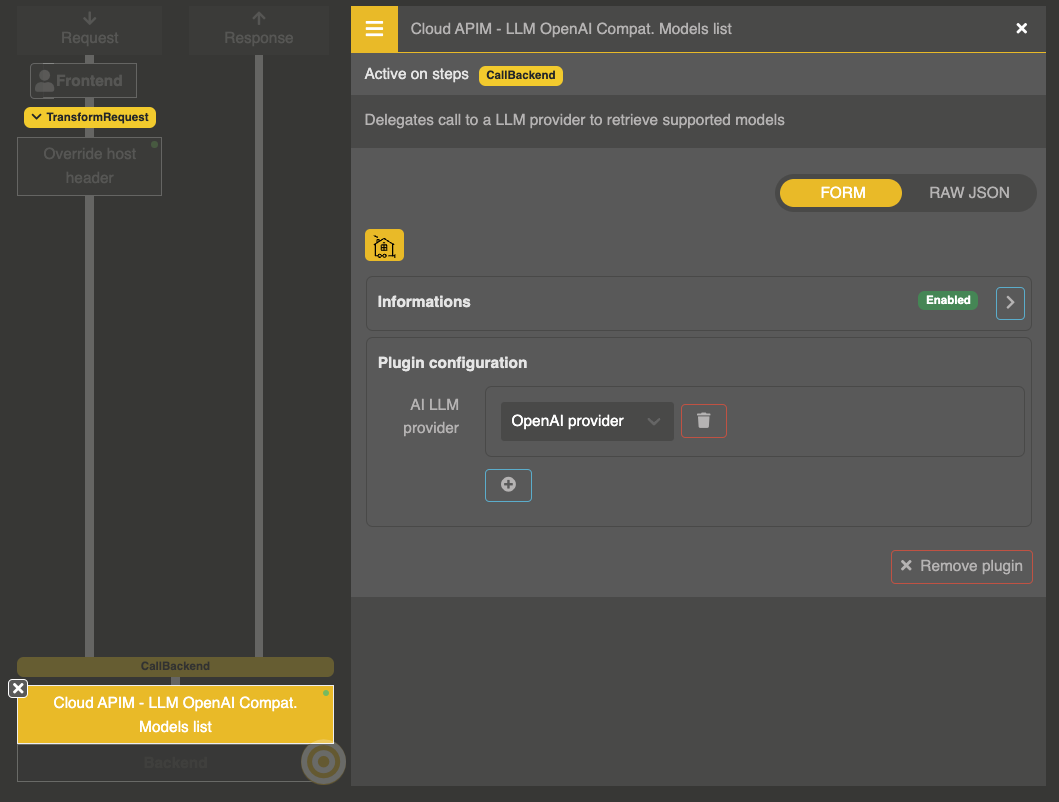 Request
Response
Frontend
TransformRequest
Override host
header
CallBackend
Cloud APIM - LLM OpenAI Compat.
Models list
Backend
Cloud APIM - LLM OpenAI Compat. Models list
Active on steps CallBackend
Delegates call to a LLM provider to retrieve supported models
FORM RAW JSON
Informations Enabled
Plugin configuration
AI LLM
provider
OpenAI provider
Remove plugin